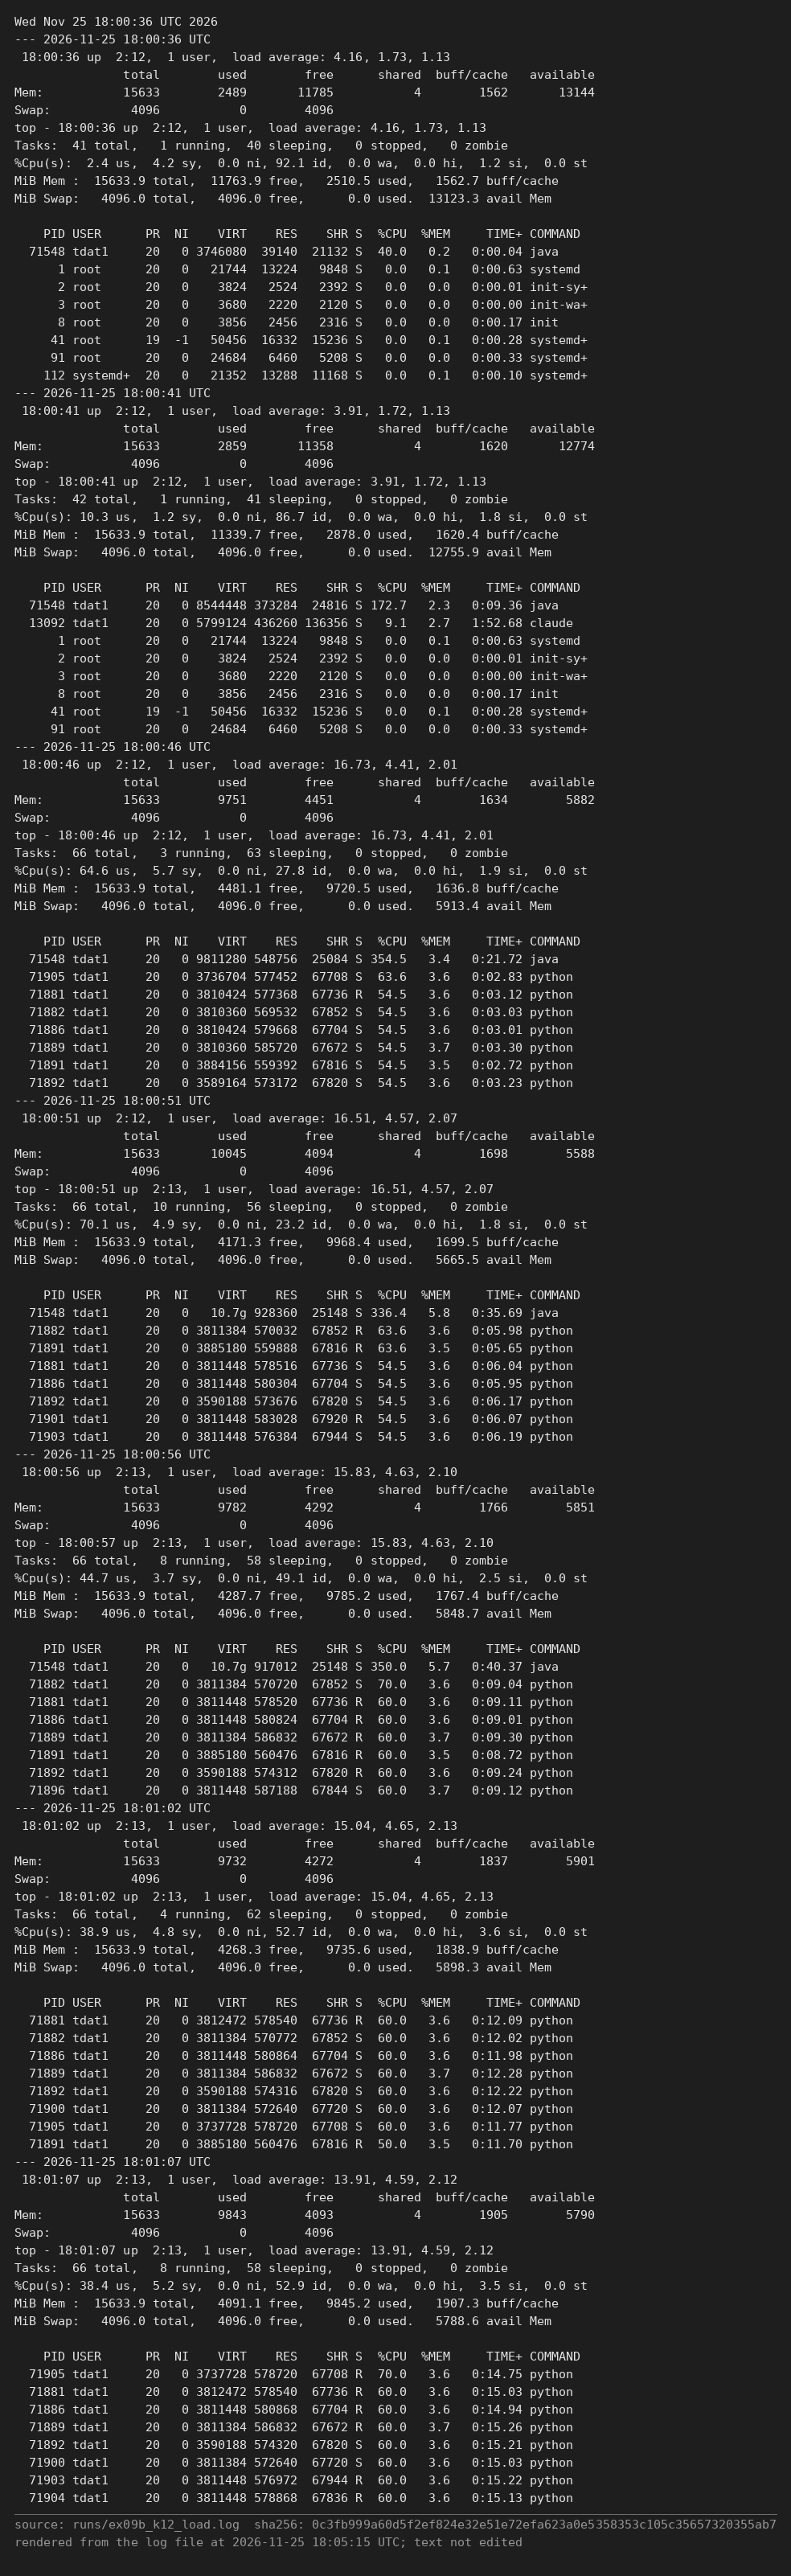 Wed Nov 25 18:00:36 UTC 2026
--- 2026-11-25 18:00:36 UTC
 18:00:36 up  2:12,  1 user,  load average: 4.16, 1.73, 1.13
               total        used        free      shared  buff/cache   available
Mem:           15633        2489       11785           4        1562       13144
Swap:           4096           0        4096
top - 18:00:36 up  2:12,  1 user,  load average: 4.16, 1.73, 1.13
Tasks:  41 total,   1 running,  40 sleeping,   0 stopped,   0 zombie
%Cpu(s):  2.4 us,  4.2 sy,  0.0 ni, 92.1 id,  0.0 wa,  0.0 hi,  1.2 si,  0.0 st
MiB Mem :  15633.9 total,  11763.9 free,   2510.5 used,   1562.7 buff/cache
MiB Swap:   4096.0 total,   4096.0 free,      0.0 used.  13123.3 avail Mem

    PID USER      PR  NI    VIRT    RES    SHR S  %CPU  %MEM     TIME+ COMMAND
  71548 tdat1     20   0 3746080  39140  21132 S  40.0   0.2   0:00.04 java
      1 root      20   0   21744  13224   9848 S   0.0   0.1   0:00.63 systemd
      2 root      20   0    3824   2524   2392 S   0.0   0.0   0:00.01 init-sy+
      3 root      20   0    3680   2220   2120 S   0.0   0.0   0:00.00 init-wa+
      8 root      20   0    3856   2456   2316 S   0.0   0.0   0:00.17 init
     41 root      19  -1   50456  16332  15236 S   0.0   0.1   0:00.28 systemd+
     91 root      20   0   24684   6460   5208 S   0.0   0.0   0:00.33 systemd+
    112 systemd+  20   0   21352  13288  11168 S   0.0   0.1   0:00.10 systemd+
--- 2026-11-25 18:00:41 UTC
 18:00:41 up  2:12,  1 user,  load average: 3.91, 1.72, 1.13
               total        used        free      shared  buff/cache   available
Mem:           15633        2859       11358           4        1620       12774
Swap:           4096           0        4096
top - 18:00:41 up  2:12,  1 user,  load average: 3.91, 1.72, 1.13
Tasks:  42 total,   1 running,  41 sleeping,   0 stopped,   0 zombie
%Cpu(s): 10.3 us,  1.2 sy,  0.0 ni, 86.7 id,  0.0 wa,  0.0 hi,  1.8 si,  0.0 st
MiB Mem :  15633.9 total,  11339.7 free,   2878.0 used,   1620.4 buff/cache
MiB Swap:   4096.0 total,   4096.0 free,      0.0 used.  12755.9 avail Mem

    PID USER      PR  NI    VIRT    RES    SHR S  %CPU  %MEM     TIME+ COMMAND
  71548 tdat1     20   0 8544448 373284  24816 S 172.7   2.3   0:09.36 java
  13092 tdat1     20   0 5799124 436260 136356 S   9.1   2.7   1:52.68 claude
      1 root      20   0   21744  13224   9848 S   0.0   0.1   0:00.63 systemd
      2 root      20   0    3824   2524   2392 S   0.0   0.0   0:00.01 init-sy+
      3 root      20   0    3680   2220   2120 S   0.0   0.0   0:00.00 init-wa+
      8 root      20   0    3856   2456   2316 S   0.0   0.0   0:00.17 init
     41 root      19  -1   50456  16332  15236 S   0.0   0.1   0:00.28 systemd+
     91 root      20   0   24684   6460   5208 S   0.0   0.0   0:00.33 systemd+
--- 2026-11-25 18:00:46 UTC
 18:00:46 up  2:12,  1 user,  load average: 16.73, 4.41, 2.01
               total        used        free      shared  buff/cache   available
Mem:           15633        9751        4451           4        1634        5882
Swap:           4096           0        4096
top - 18:00:46 up  2:12,  1 user,  load average: 16.73, 4.41, 2.01
Tasks:  66 total,   3 running,  63 sleeping,   0 stopped,   0 zombie
%Cpu(s): 64.6 us,  5.7 sy,  0.0 ni, 27.8 id,  0.0 wa,  0.0 hi,  1.9 si,  0.0 st
MiB Mem :  15633.9 total,   4481.1 free,   9720.5 used,   1636.8 buff/cache
MiB Swap:   4096.0 total,   4096.0 free,      0.0 used.   5913.4 avail Mem

    PID USER      PR  NI    VIRT    RES    SHR S  %CPU  %MEM     TIME+ COMMAND
  71548 tdat1     20   0 9811280 548756  25084 S 354.5   3.4   0:21.72 java
  71905 tdat1     20   0 3736704 577452  67708 S  63.6   3.6   0:02.83 python
  71881 tdat1     20   0 3810424 577368  67736 R  54.5   3.6   0:03.12 python
  71882 tdat1     20   0 3810360 569532  67852 S  54.5   3.6   0:03.03 python
  71886 tdat1     20   0 3810424 579668  67704 S  54.5   3.6   0:03.01 python
  71889 tdat1     20   0 3810360 585720  67672 S  54.5   3.7   0:03.30 python
  71891 tdat1     20   0 3884156 559392  67816 S  54.5   3.5   0:02.72 python
  71892 tdat1     20   0 3589164 573172  67820 S  54.5   3.6   0:03.23 python
--- 2026-11-25 18:00:51 UTC
 18:00:51 up  2:12,  1 user,  load average: 16.51, 4.57, 2.07
               total        used        free      shared  buff/cache   available
Mem:           15633       10045        4094           4        1698        5588
Swap:           4096           0        4096
top - 18:00:51 up  2:13,  1 user,  load average: 16.51, 4.57, 2.07
Tasks:  66 total,  10 running,  56 sleeping,   0 stopped,   0 zombie
%Cpu(s): 70.1 us,  4.9 sy,  0.0 ni, 23.2 id,  0.0 wa,  0.0 hi,  1.8 si,  0.0 st
MiB Mem :  15633.9 total,   4171.3 free,   9968.4 used,   1699.5 buff/cache
MiB Swap:   4096.0 total,   4096.0 free,      0.0 used.   5665.5 avail Mem

    PID USER      PR  NI    VIRT    RES    SHR S  %CPU  %MEM     TIME+ COMMAND
  71548 tdat1     20   0   10.7g 928360  25148 S 336.4   5.8   0:35.69 java
  71882 tdat1     20   0 3811384 570032  67852 R  63.6   3.6   0:05.98 python
  71891 tdat1     20   0 3885180 559888  67816 R  63.6   3.5   0:05.65 python
  71881 tdat1     20   0 3811448 578516  67736 S  54.5   3.6   0:06.04 python
  71886 tdat1     20   0 3811448 580304  67704 S  54.5   3.6   0:05.95 python
  71892 tdat1     20   0 3590188 573676  67820 S  54.5   3.6   0:06.17 python
  71901 tdat1     20   0 3811448 583028  67920 R  54.5   3.6   0:06.07 python
  71903 tdat1     20   0 3811448 576384  67944 S  54.5   3.6   0:06.19 python
--- 2026-11-25 18:00:56 UTC
 18:00:56 up  2:13,  1 user,  load average: 15.83, 4.63, 2.10
               total        used        free      shared  buff/cache   available
Mem:           15633        9782        4292           4        1766        5851
Swap:           4096           0        4096
top - 18:00:57 up  2:13,  1 user,  load average: 15.83, 4.63, 2.10
Tasks:  66 total,   8 running,  58 sleeping,   0 stopped,   0 zombie
%Cpu(s): 44.7 us,  3.7 sy,  0.0 ni, 49.1 id,  0.0 wa,  0.0 hi,  2.5 si,  0.0 st
MiB Mem :  15633.9 total,   4287.7 free,   9785.2 used,   1767.4 buff/cache
MiB Swap:   4096.0 total,   4096.0 free,      0.0 used.   5848.7 avail Mem

    PID USER      PR  NI    VIRT    RES    SHR S  %CPU  %MEM     TIME+ COMMAND
  71548 tdat1     20   0   10.7g 917012  25148 S 350.0   5.7   0:40.37 java
  71882 tdat1     20   0 3811384 570720  67852 S  70.0   3.6   0:09.04 python
  71881 tdat1     20   0 3811448 578520  67736 R  60.0   3.6   0:09.11 python
  71886 tdat1     20   0 3811448 580824  67704 R  60.0   3.6   0:09.01 python
  71889 tdat1     20   0 3811384 586832  67672 R  60.0   3.7   0:09.30 python
  71891 tdat1     20   0 3885180 560476  67816 R  60.0   3.5   0:08.72 python
  71892 tdat1     20   0 3590188 574312  67820 R  60.0   3.6   0:09.24 python
  71896 tdat1     20   0 3811448 587188  67844 S  60.0   3.7   0:09.12 python
--- 2026-11-25 18:01:02 UTC
 18:01:02 up  2:13,  1 user,  load average: 15.04, 4.65, 2.13
               total        used        free      shared  buff/cache   available
Mem:           15633        9732        4272           4        1837        5901
Swap:           4096           0        4096
top - 18:01:02 up  2:13,  1 user,  load average: 15.04, 4.65, 2.13
Tasks:  66 total,   4 running,  62 sleeping,   0 stopped,   0 zombie
%Cpu(s): 38.9 us,  4.8 sy,  0.0 ni, 52.7 id,  0.0 wa,  0.0 hi,  3.6 si,  0.0 st
MiB Mem :  15633.9 total,   4268.3 free,   9735.6 used,   1838.9 buff/cache
MiB Swap:   4096.0 total,   4096.0 free,      0.0 used.   5898.3 avail Mem

    PID USER      PR  NI    VIRT    RES    SHR S  %CPU  %MEM     TIME+ COMMAND
  71881 tdat1     20   0 3812472 578540  67736 R  60.0   3.6   0:12.09 python
  71882 tdat1     20   0 3811384 570772  67852 S  60.0   3.6   0:12.02 python
  71886 tdat1     20   0 3811448 580864  67704 S  60.0   3.6   0:11.98 python
  71889 tdat1     20   0 3811384 586832  67672 S  60.0   3.7   0:12.28 python
  71892 tdat1     20   0 3590188 574316  67820 S  60.0   3.6   0:12.22 python
  71900 tdat1     20   0 3811384 572640  67720 S  60.0   3.6   0:12.07 python
  71905 tdat1     20   0 3737728 578720  67708 S  60.0   3.6   0:11.77 python
  71891 tdat1     20   0 3885180 560476  67816 R  50.0   3.5   0:11.70 python
--- 2026-11-25 18:01:07 UTC
 18:01:07 up  2:13,  1 user,  load average: 13.91, 4.59, 2.12
               total        used        free      shared  buff/cache   available
Mem:           15633        9843        4093           4        1905        5790
Swap:           4096           0        4096
top - 18:01:07 up  2:13,  1 user,  load average: 13.91, 4.59, 2.12
Tasks:  66 total,   8 running,  58 sleeping,   0 stopped,   0 zombie
%Cpu(s): 38.4 us,  5.2 sy,  0.0 ni, 52.9 id,  0.0 wa,  0.0 hi,  3.5 si,  0.0 st
MiB Mem :  15633.9 total,   4091.1 free,   9845.2 used,   1907.3 buff/cache
MiB Swap:   4096.0 total,   4096.0 free,      0.0 used.   5788.6 avail Mem

    PID USER      PR  NI    VIRT    RES    SHR S  %CPU  %MEM     TIME+ COMMAND
  71905 tdat1     20   0 3737728 578720  67708 R  70.0   3.6   0:14.75 python
  71881 tdat1     20   0 3812472 578540  67736 R  60.0   3.6   0:15.03 python
  71886 tdat1     20   0 3811448 580868  67704 R  60.0   3.6   0:14.94 python
  71889 tdat1     20   0 3811384 586832  67672 R  60.0   3.7   0:15.26 python
  71892 tdat1     20   0 3590188 574320  67820 S  60.0   3.6   0:15.21 python
  71900 tdat1     20   0 3811384 572640  67720 S  60.0   3.6   0:15.03 python
  71903 tdat1     20   0 3811448 576972  67944 R  60.0   3.6   0:15.22 python
  71904 tdat1     20   0 3811448 578868  67836 R  60.0   3.6   0:15.13 python
source: runs/ex09b_k12_load.log  sha256: 0c3fb999a60d5f2ef824e32e51e72efa623a0e5358353c105c35657320355ab7
rendered from the log file at 2026-11-25 18:05:15 UTC; text not edited